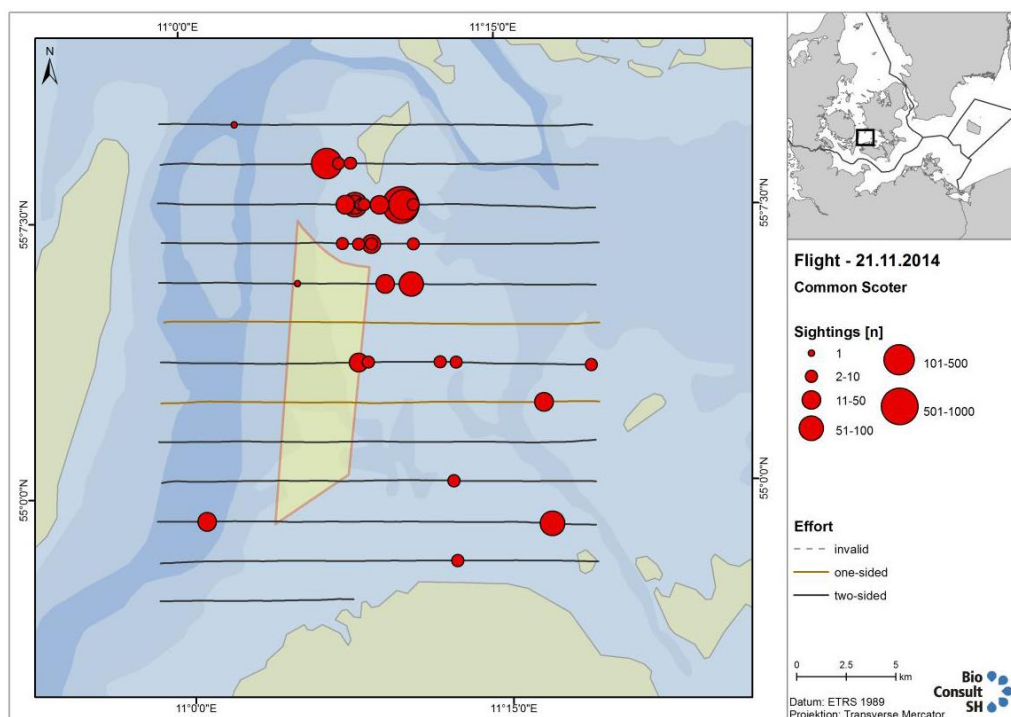 11°0'0"E
11°15'0"E
N
55°7'30"N
55°7'30"N
55°0'0"N
55°0'0"N
11°0'0"E
11°15'0"E
Flight - 21.11.2014
Common Scoter
Sightings [n]
1
2-10
11-50
51-100
101-500
501-1000
Effort
invalid
one-sided
two-sided
0 2.5 5
km
Datum: ETRS 1989
Projektion: Transverse Mercator
Bio
Consult
SH